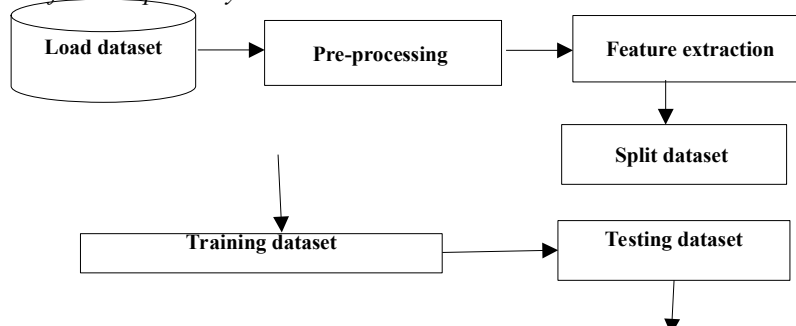 Load dataset
Pre-processing
Feature extraction
Split dataset
Training dataset
Testing dataset